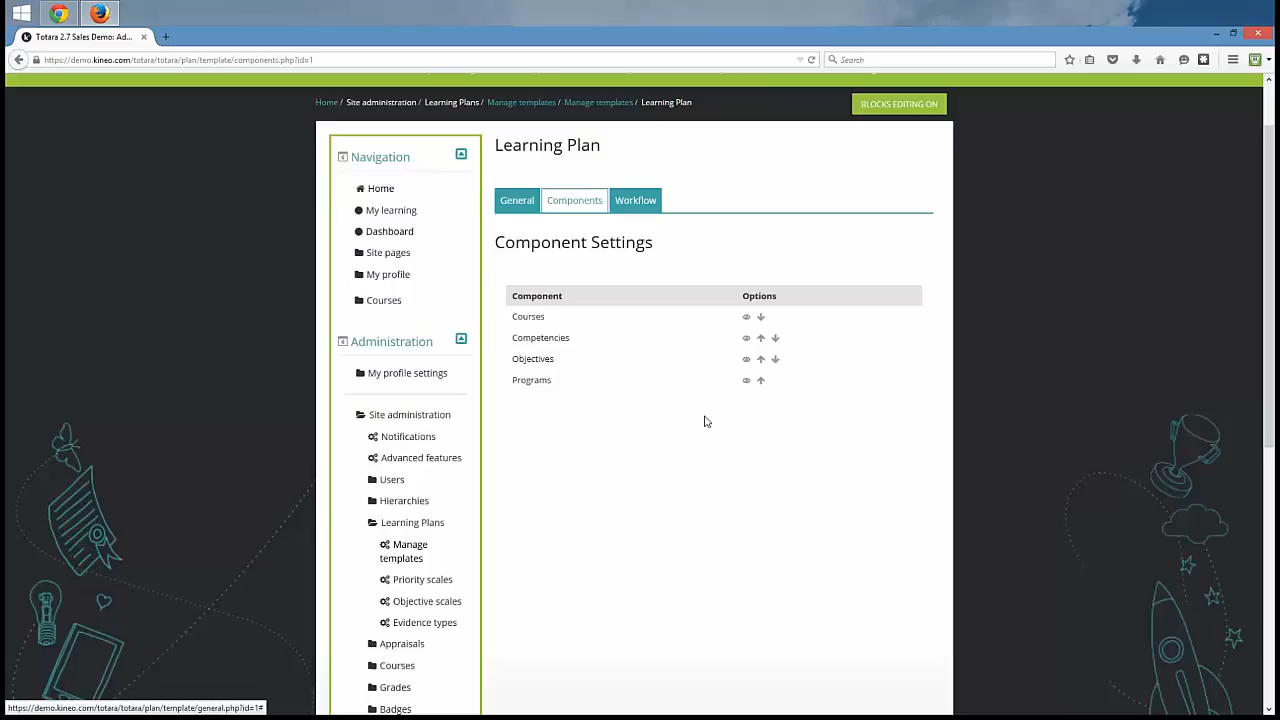 Totara 2.7 Sales Demo: Ad...
https://demo.kineo.com/totara/totara/plan/template/components.php?id=1
Search
Home / Site administration / Learning Plans / Manage templates / Manage templates / Learning Plan
BLOCKS EDITING ON
Navigation
Home
My learning
Dashboard
Site pages
My profile
Courses
Administration
My profile settings
Site administration
Notifications
Advanced features
Users
Hierarchies
Learning Plans
Manage
templates
Priority scales
Objective scales
Evidence types
Appraisals
Courses
Grades
Badges
Learning Plan
General Components Workflow
Component Settings
Component Options
Courses
Competencies
Objectives
Programs
https://demo.kineo.com/totara/totara/plan/template/general.php?id=1#